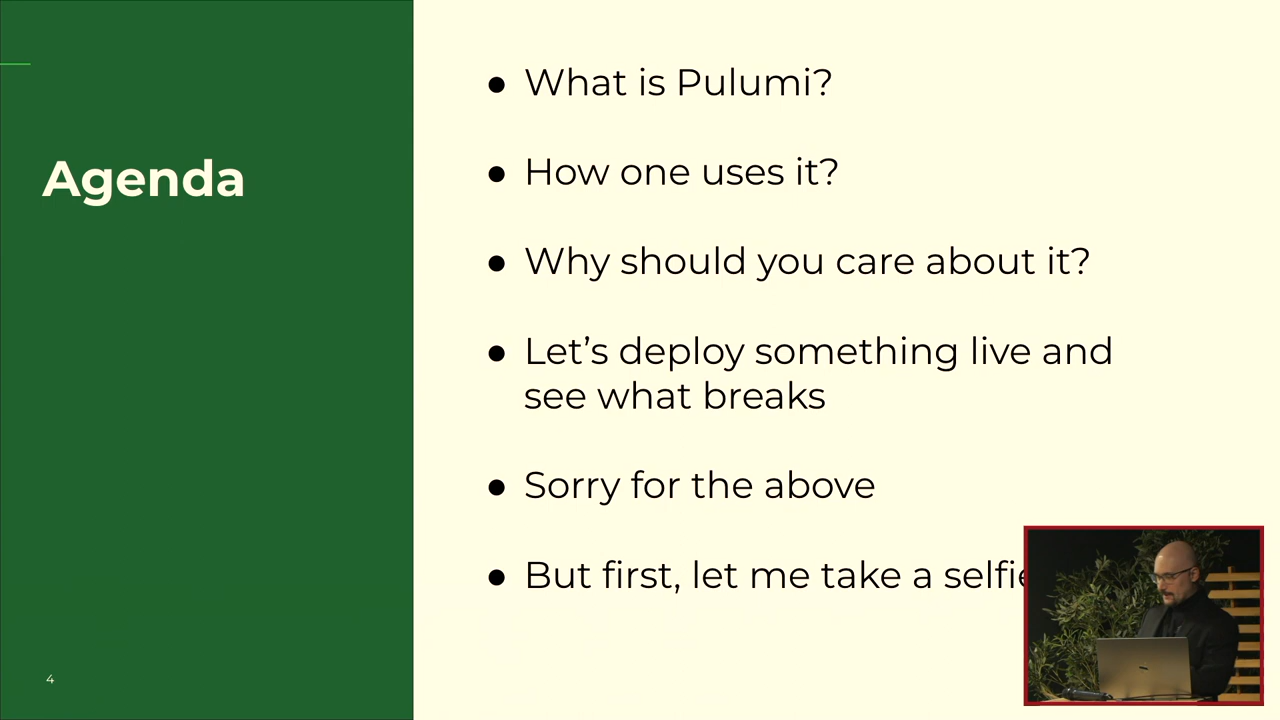 Agenda
● What is Pulumi?
● How one uses it?
● Why should you care about it?
● Let’s deploy something live and
see what breaks
● Sorry for the above
● But first, let me take a selfie
4